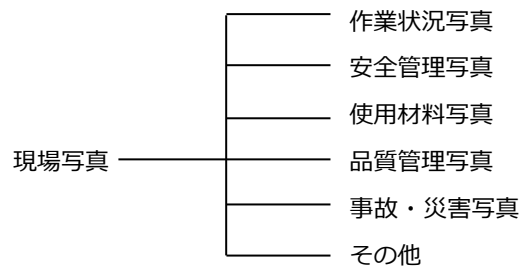 作業状況写真
安全管理写真
使用材料写真
現場写真
品質管理写真
事故・災害写真
その他